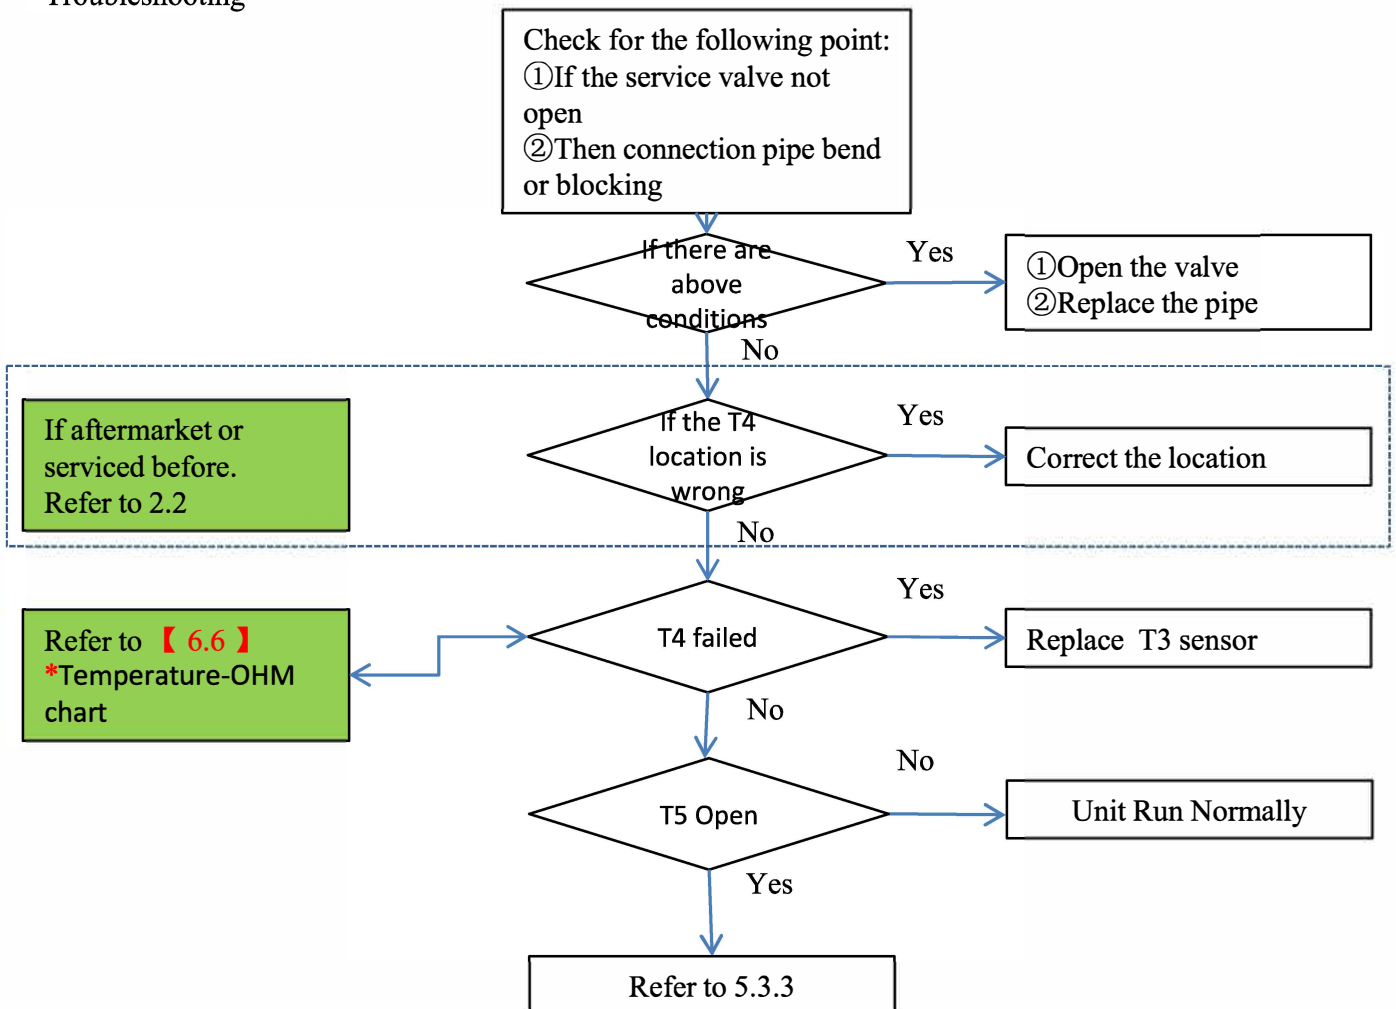 Troubleshooting
Check for the following point:
①If the service valve not
open
②Then connection pipe bend
or blocking
If there are
above
conditions
Yes
①Open the valve
②Replace the pipe
No
If aftermarket or
serviced before.
Refer to 2.2
If the T4
location is
wrong
Yes
Correct the location
No
Refer to 【 6.6 】
*Temperature-OHM
chart
T4 failed
Yes
Replace T3 sensor
No
T5 Open
No
Unit Run Normally
Yes
Refer to 5.3.3